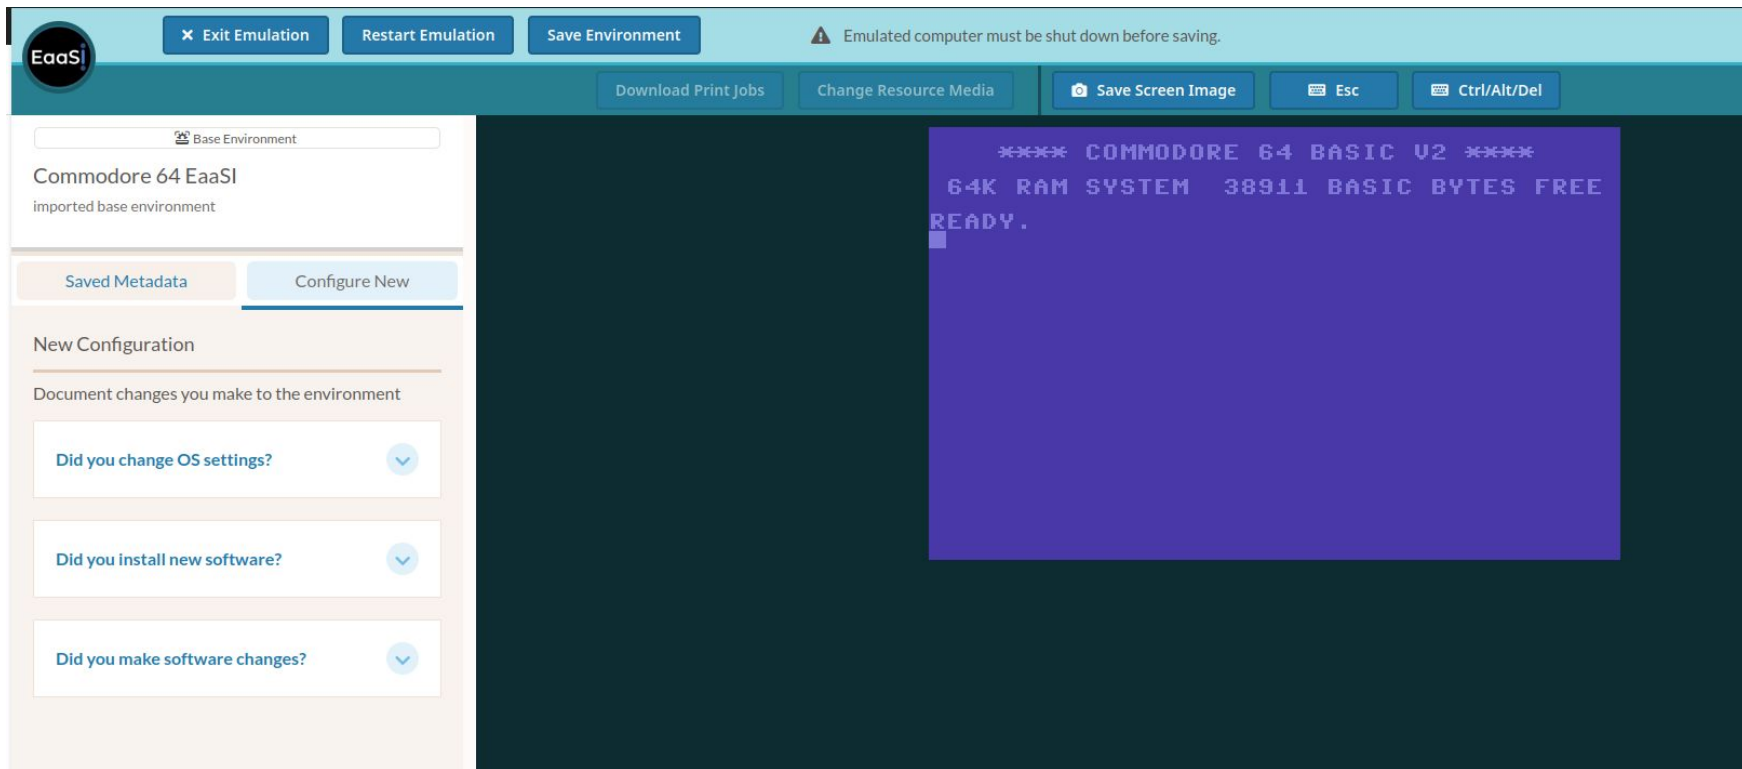 EaaSI
Exit Emulation
Restart Emulation
Save Environment
Emulated computer must be shut down before saving.
Download Print Jobs
Change Resource Media
Save Screen Image
Esc
Ctrl/Alt/Del
Base Environment
Commodore 64 EaaSI
imported base environment
Saved Metadata
Configure New
New Configuration
Document changes you make to the environment
Did you change OS settings?
Did you install new software?
Did you make software changes?
**** COMMODORE 64 BASIC V2 ****
64K RAM SYSTEM 38911 BASIC BYTES FREE
READY.